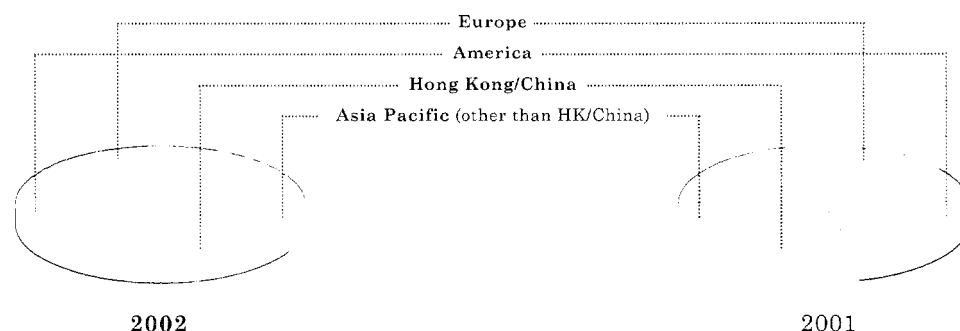 Europe
America
Hong Kong/China
Asia Pacific (other than HK/China)
2002
2001